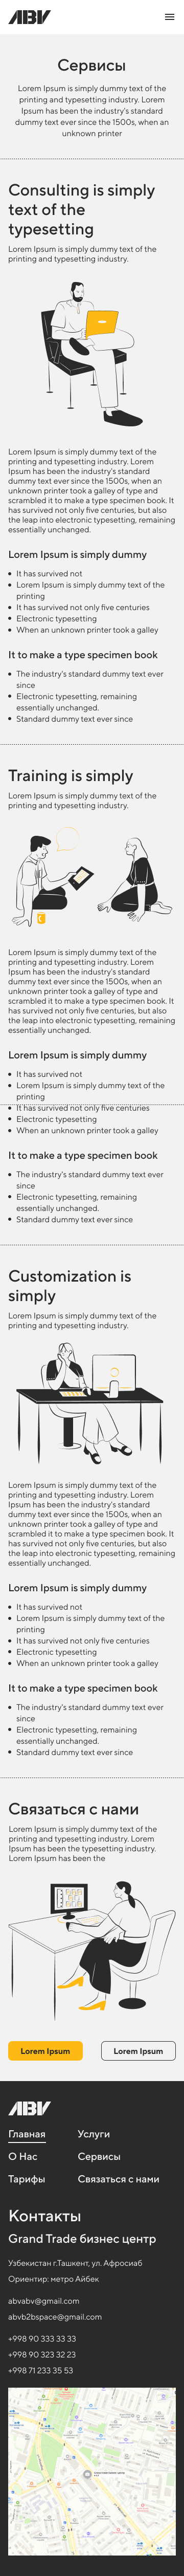 ABV
Сервисы
Lorem Ipsum is simply dummy text of the
printing and typesetting industry. Lorem
Ipsum has been the industry's standard
dummy text ever since the 1500s, when an
unknown printer
Consulting is simply
text of the
typesetting
Lorem Ipsum is simply dummy text of the
printing and typesetting industry.
Lorem Ipsum is simply dummy text of the
printing and typesetting industry. Lorem
Ipsum has been the industry's standard
dummy text ever since the 1500s, when an
unknown printer took a galley of type and
scrambled it to make a type specimen book. It
has survived not only five centuries, but also
the leap into electronic typesetting, remaining
essentially unchanged.
Lorem Ipsum is simply dummy
It has survived not
Lorem Ipsum is simply dummy text of the
printing
It has survived not only five centuries
Electronic typesetting
When an unknown printer took a galley
It to make a type specimen book
The industry's standard dummy text ever
since
Electronic typesetting, remaining
essentially unchanged.
Standard dummy text ever since
Training is simply
Lorem Ipsum is simply dummy text of the
printing and typesetting industry.
Lorem Ipsum is simply dummy text of the
printing and typesetting industry. Lorem
Ipsum has been the industry's standard
dummy text ever since the 1500s, when an
unknown printer took a galley of type and
scrambled it to make a type specimen book. It
has survived not only five centuries, but also
the leap into electronic typesetting, remaining
essentially unchanged.
Lorem Ipsum is simply dummy
It has survived not
Lorem Ipsum is simply dummy text of the
printing
It has survived not only five centuries
Electronic typesetting
When an unknown printer took a galley
It to make a type specimen book
The industry's standard dummy text ever
since
Electronic typesetting, remaining
essentially unchanged.
Standard dummy text ever since
Customization is
simply
Lorem Ipsum is simply dummy text of the
printing and typesetting industry.
Lorem Ipsum is simply dummy text of the
printing and typesetting industry. Lorem
Ipsum has been the industry's standard
dummy text ever since the 1500s, when an
unknown printer took a galley of type and
scrambled it to make a type specimen book. It
has survived not only five centuries, but also
the leap into electronic typesetting, remaining
essentially unchanged.
Lorem Ipsum is simply dummy
It has survived not
Lorem Ipsum is simply dummy text of the
printing
It has survived not only five centuries
Electronic typesetting
When an unknown printer took a galley
It to make a type specimen book
The industry's standard dummy text ever
since
Electronic typesetting, remaining
essentially unchanged.
Standard dummy text ever since
Связаться с нами
Lorem Ipsum is simply dummy text of the
printing and typesetting industry. Lorem
Ipsum has been the typesetting industry.
Lorem Ipsum has been the
Lorem Ipsum
Lorem Ipsum
ABV
Главная
Услуги
О Нас
Сервисы
Тарифы
Связаться с нами
Контакты
Grand Trade бизнес центр
Узбекистан г.Ташкент, ул. Афросиаб
Ориентир: метро Айбек
abvabv@gmail.com
abvb2bspace@gmail.com
+998 90 333 33 33
+998 90 323 32 23
+998 71 233 35 53